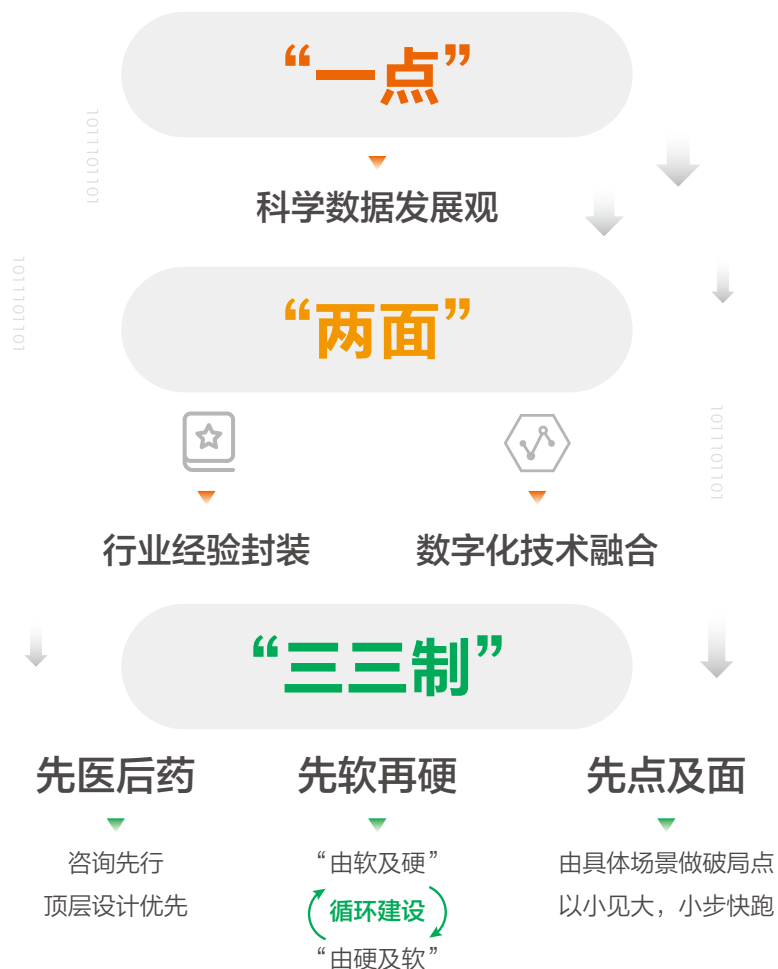 “一点”
科学数据发展观
“两面”
行业经验封装
数字化技术融合
“三三制”
先医后药
先软再硬
先点及面
咨询先行
顶层设计优先
“由软及硬”
循环建设
“由硬及软”
由具体场景做破局点
以小见大，小步快跑